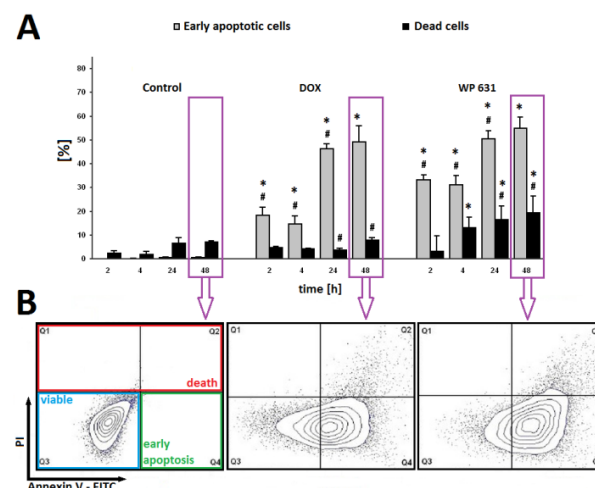 A
Early apoptotic cells
Dead cells
Control
DOX
WP 631
[%]
80
70
60
50
40
30
20
10
0
* # * # * # * * # * # * # *
# # * * # * #
2 4 24 48 2 4 24 48 2 4 24 48
time [h]
B
Q1 Q2 Q1 Q2 Q1 Q2
death
viable
early
apoptosis
PI
Q3 Q4 Q3 Q4 Q3 Q4
Annexin V - FITC